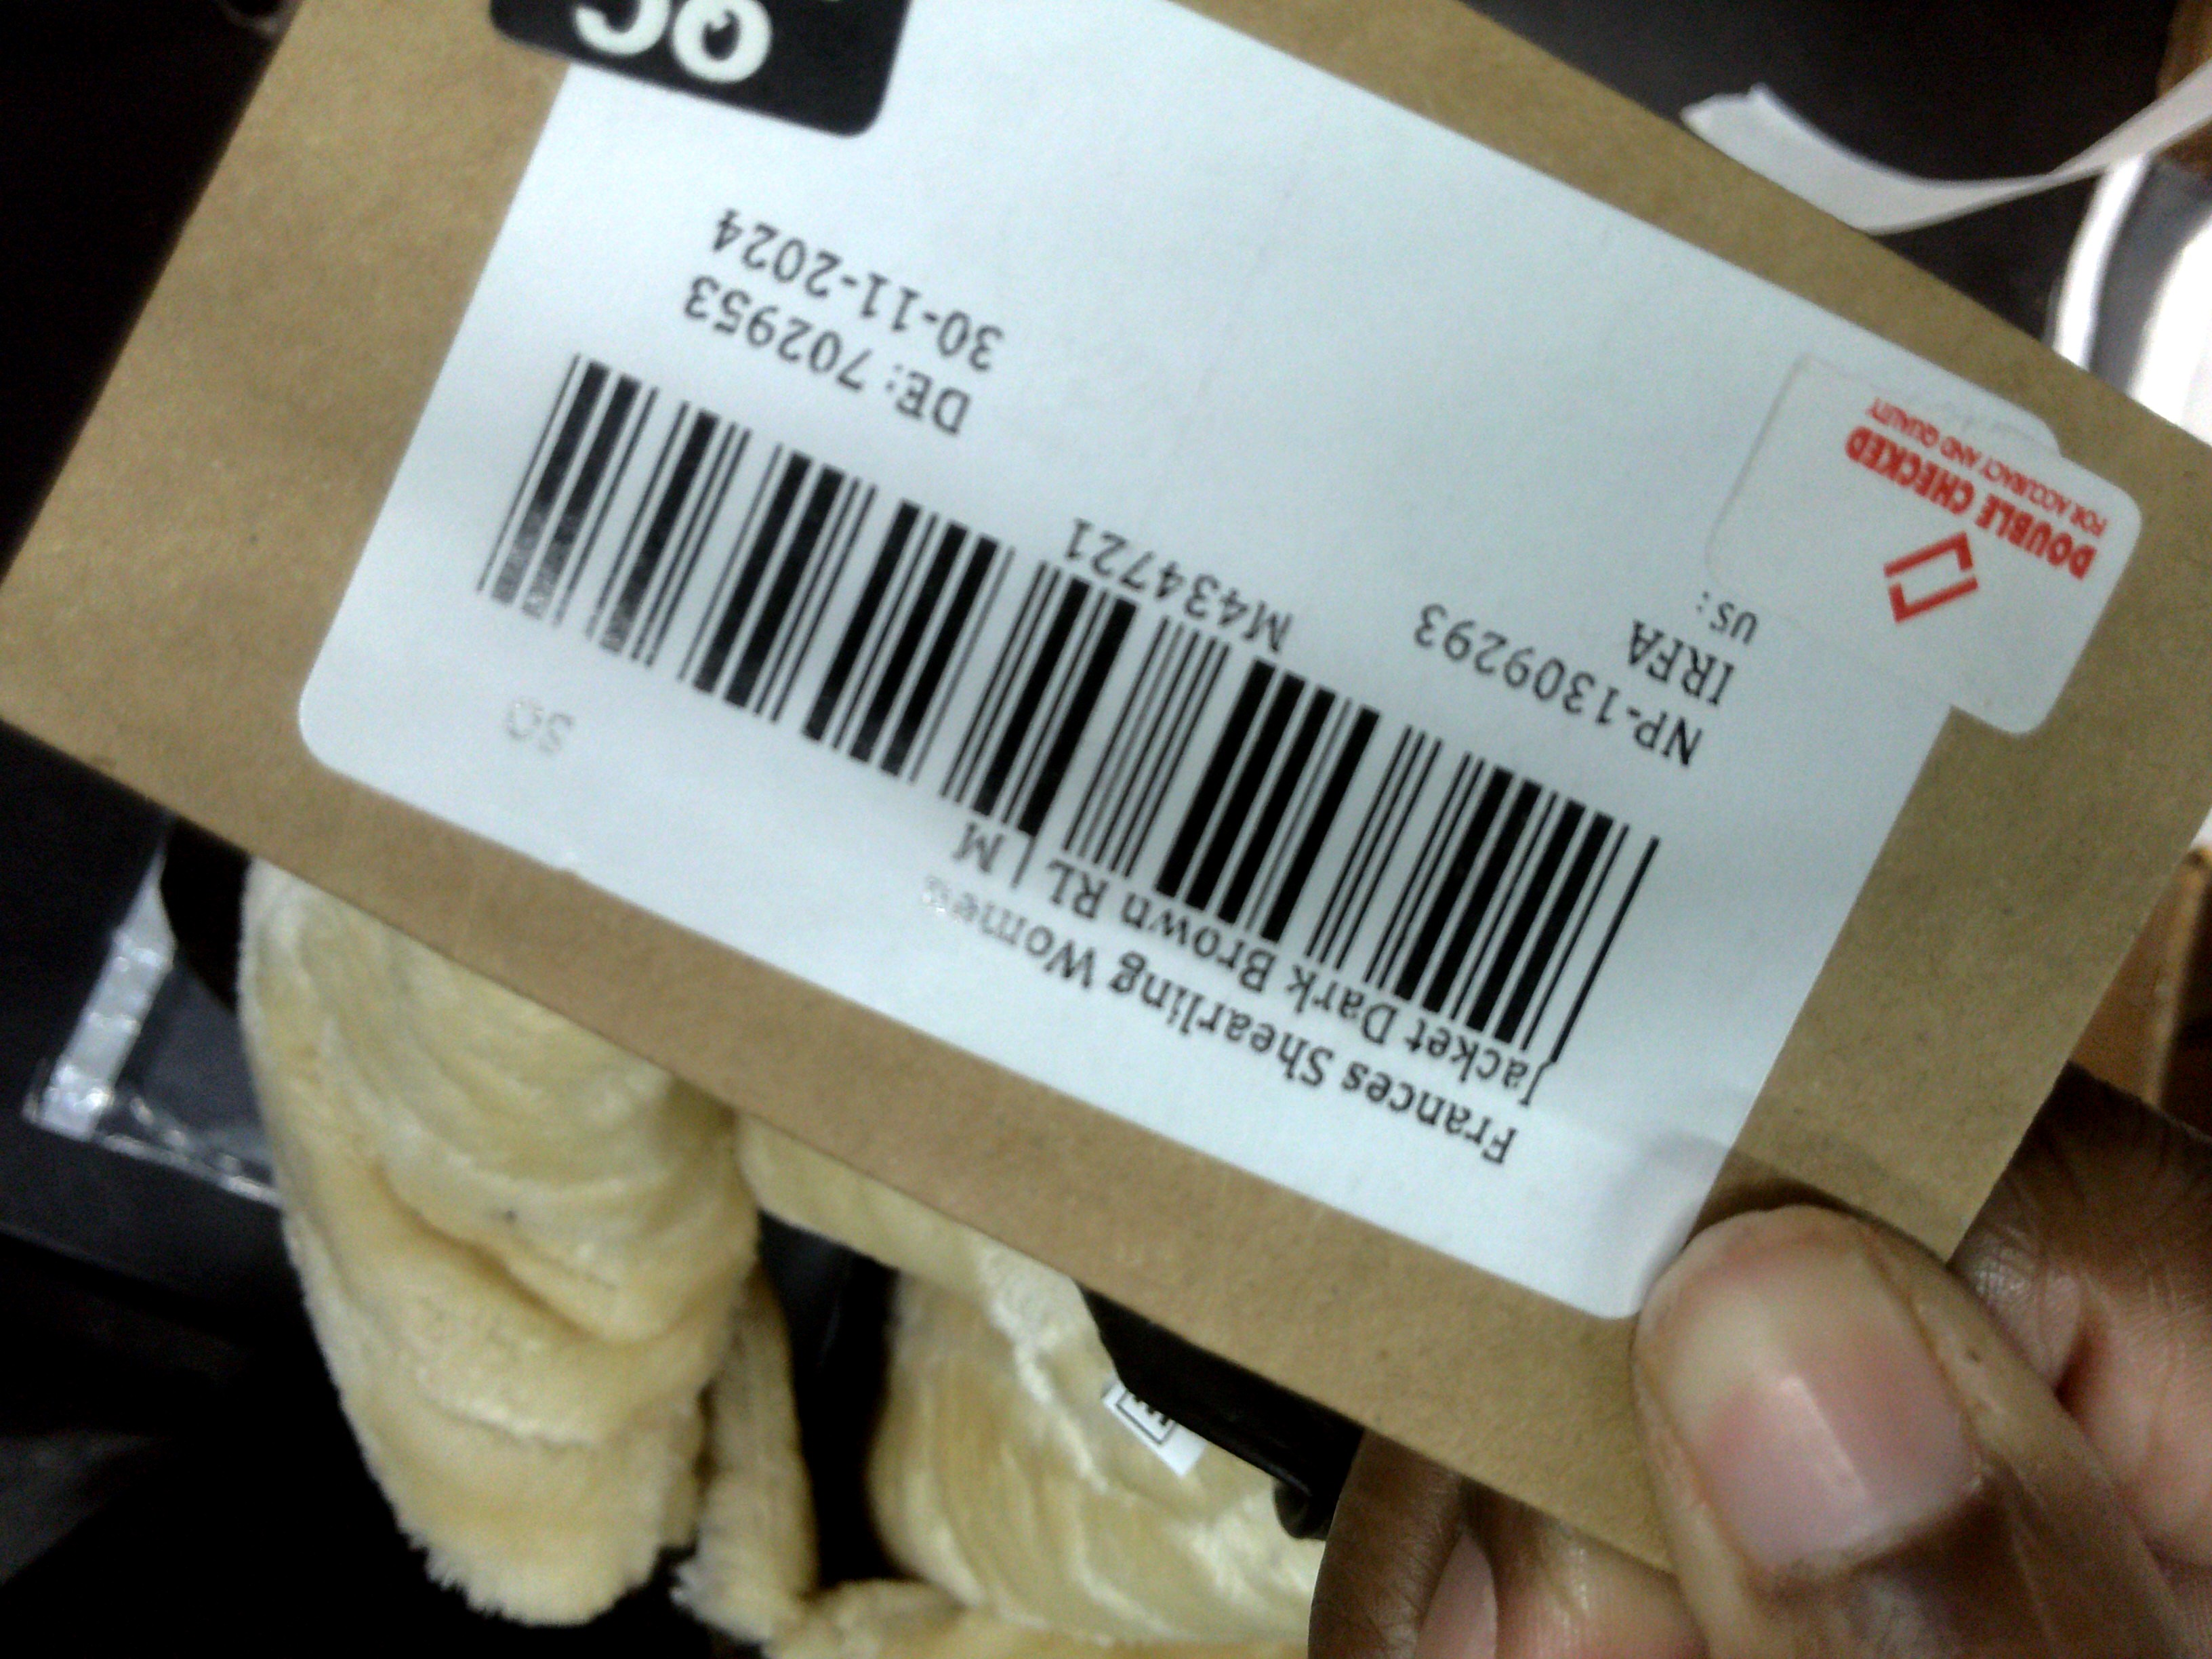 Frances Shearling Women
Jacket Dark Brown RL | M
SO
M434721
NP-1309293
IRFA
US:
DE: 702953
30-11-2024
DOUBLE CHECKED
FOR ACCURACY AND QUALITY